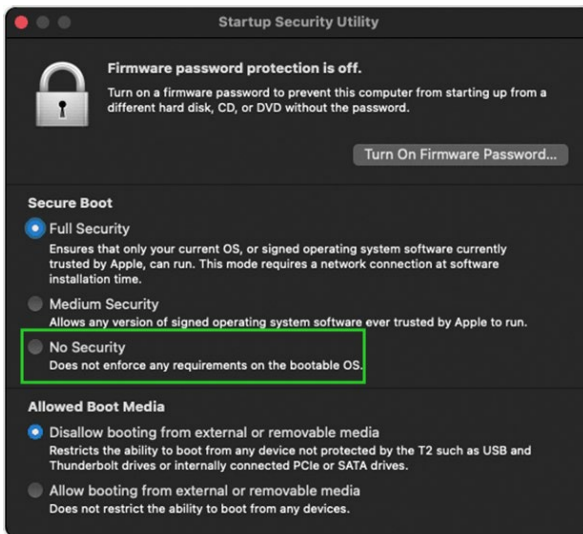 Startup Security Utility
Firmware password protection is off.
Turn on a firmware password to prevent this computer from starting up from a
different hard disk, CD, or DVD without the password.
Turn On Firmware Password...
Secure Boot
Full Security
Ensures that only your current OS, or signed operating system software currently
trusted by Apple, can run. This mode requires a network connection at software
installation time.
Medium Security
Allows any version of signed operating system software ever trusted by Apple to run.
No Security
Does not enforce any requirements on the bootable OS.
Allowed Boot Media
Disallow booting from external or removable media
Restricts the ability to boot from any device not protected by the T2 such as USB and
Thunderbolt drives or internally connected PCIe or SATA drives.
Allow booting from external or removable media
Does not restrict the ability to boot from any devices.